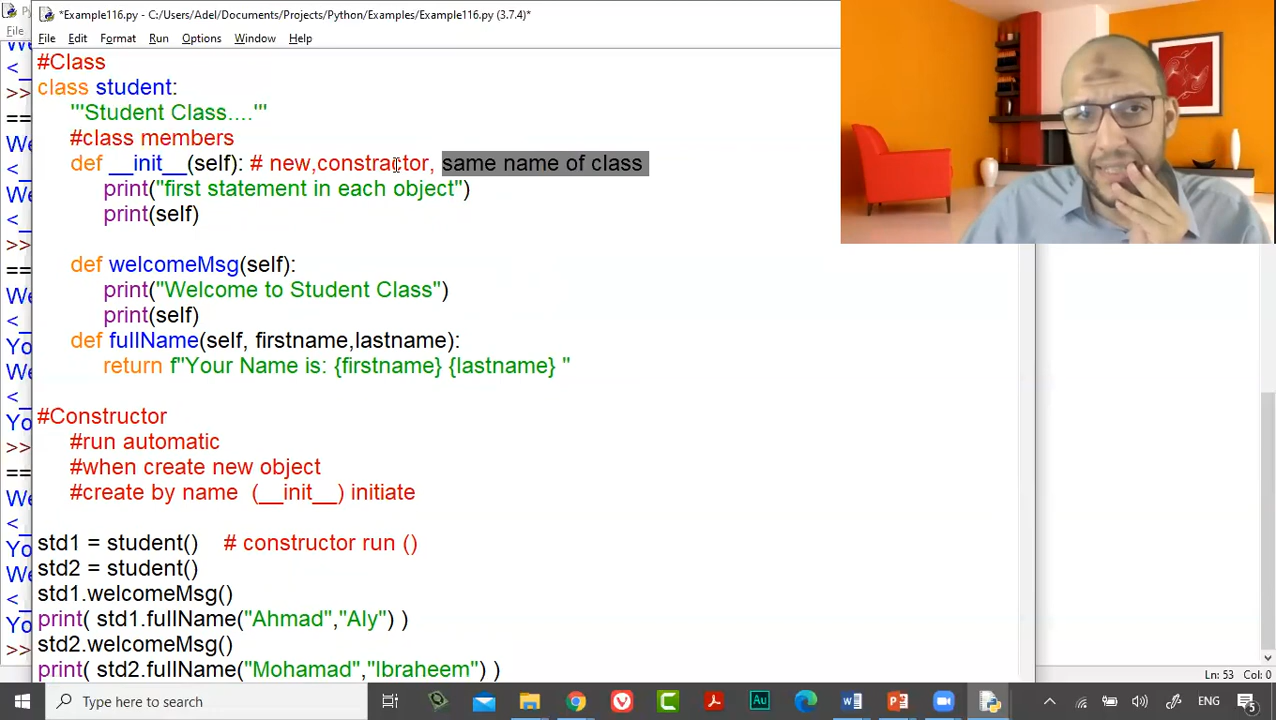 *Example116.py - C:/Users/Adel/Documents/Projects/Python/Examples/Example116.py (3.7.4)*
File Edit Format Run Options Window Help
#Class
class student:
'''Student Class....'''
#class members
def __init__(self): # new,constractor, same name of class
print("first statement in each object")
print(self)
def welcomeMsg(self):
print("Welcome to Student Class")
print(self)
def fullName(self, firstname,lastname):
return f"Your Name is: {firstname} {lastname} "
#Constructor
#run automatic
#when create new object
#create by name (__init__) initiate
std1 = student() # constructor run ()
std2 = student()
std1.welcomeMsg()
print( std1.fullName("Ahmad","Aly") )
std2.welcomeMsg()
print( std2.fullName("Mohamad","Ibraheem") )
Ln: 53 Col: 0
Type here to search
ENG
5